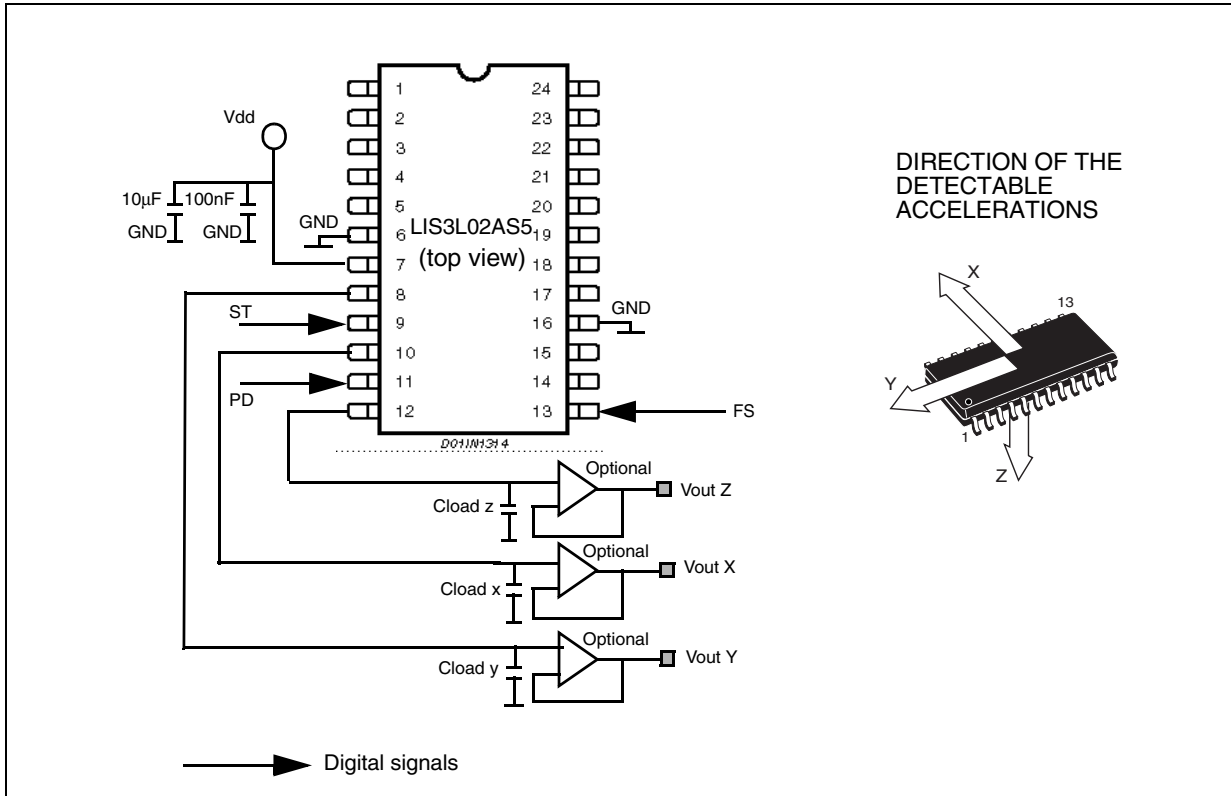 Vdd
10µF
100nF
GND
GND
GND
1
2
3
4
5
6
7
8
9
10
11
12
24
23
22
21
20
19
18
17
16
15
14
13
LIS3L02AS5
(top view)
ST
PD
GND
FS
D01IN1314
Optional
Cload z
Vout Z
Optional
Cload x
Vout X
Optional
Cload y
Vout Y
Digital signals
DIRECTION OF THE
DETECTABLE
ACCELERATIONS
X
13
Y
1
Z